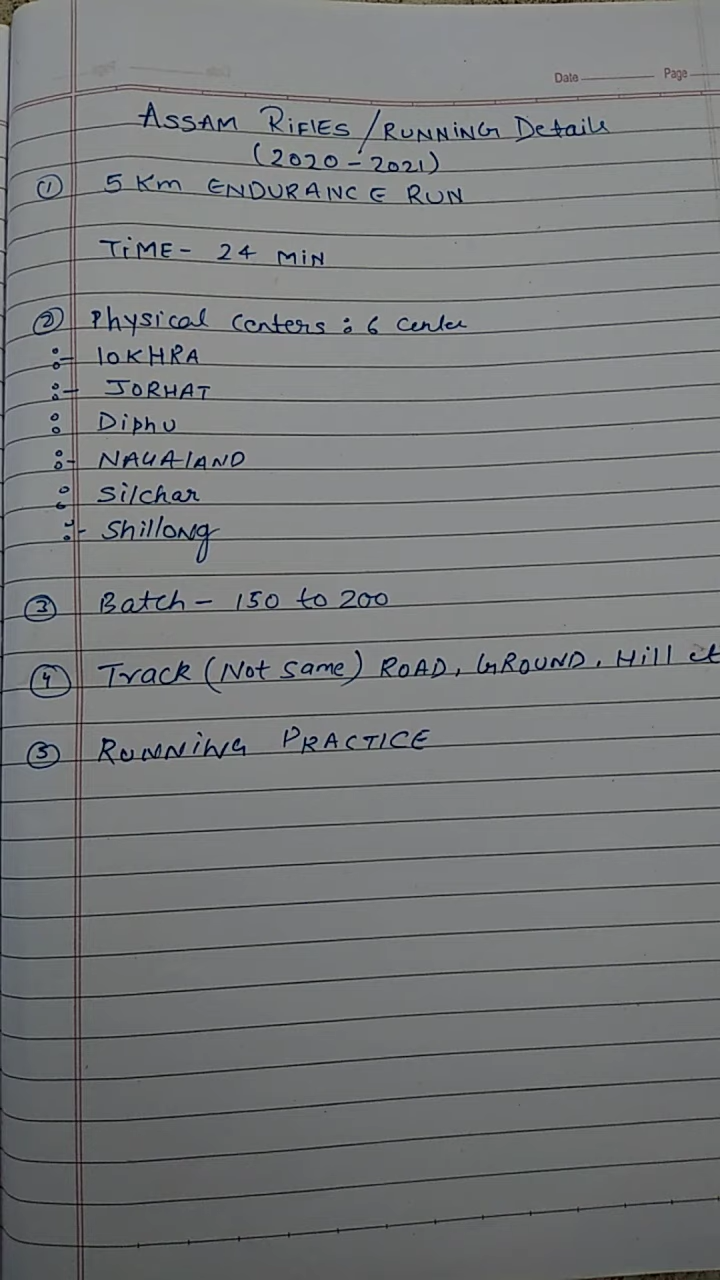 Date Page
ASSAM RIFlES / RUNNING Details
(2020-2021)
① 5 Km ENDURANCE RUN
TiME- 24 MiN
② Physical Centers : 6 Center
:- lOKHRA
:- JORHAT
: Diphu
:- NAGAlAND
: Silchar
:- Shillong
③ Batch - 150 to 200
④ Track (Not same) ROAD, GROUND, Hill et
⑤ RUNNiNG PRACTICE